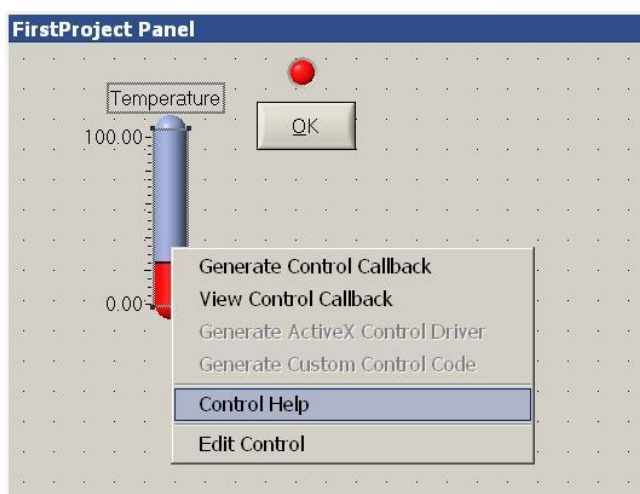 FirstProject Panel
Temperature
OK
100.00
0.00
Generate Control Callback
View Control Callback
Generate ActiveX Control Driver
Generate Custom Control Code
Control Help
Edit Control